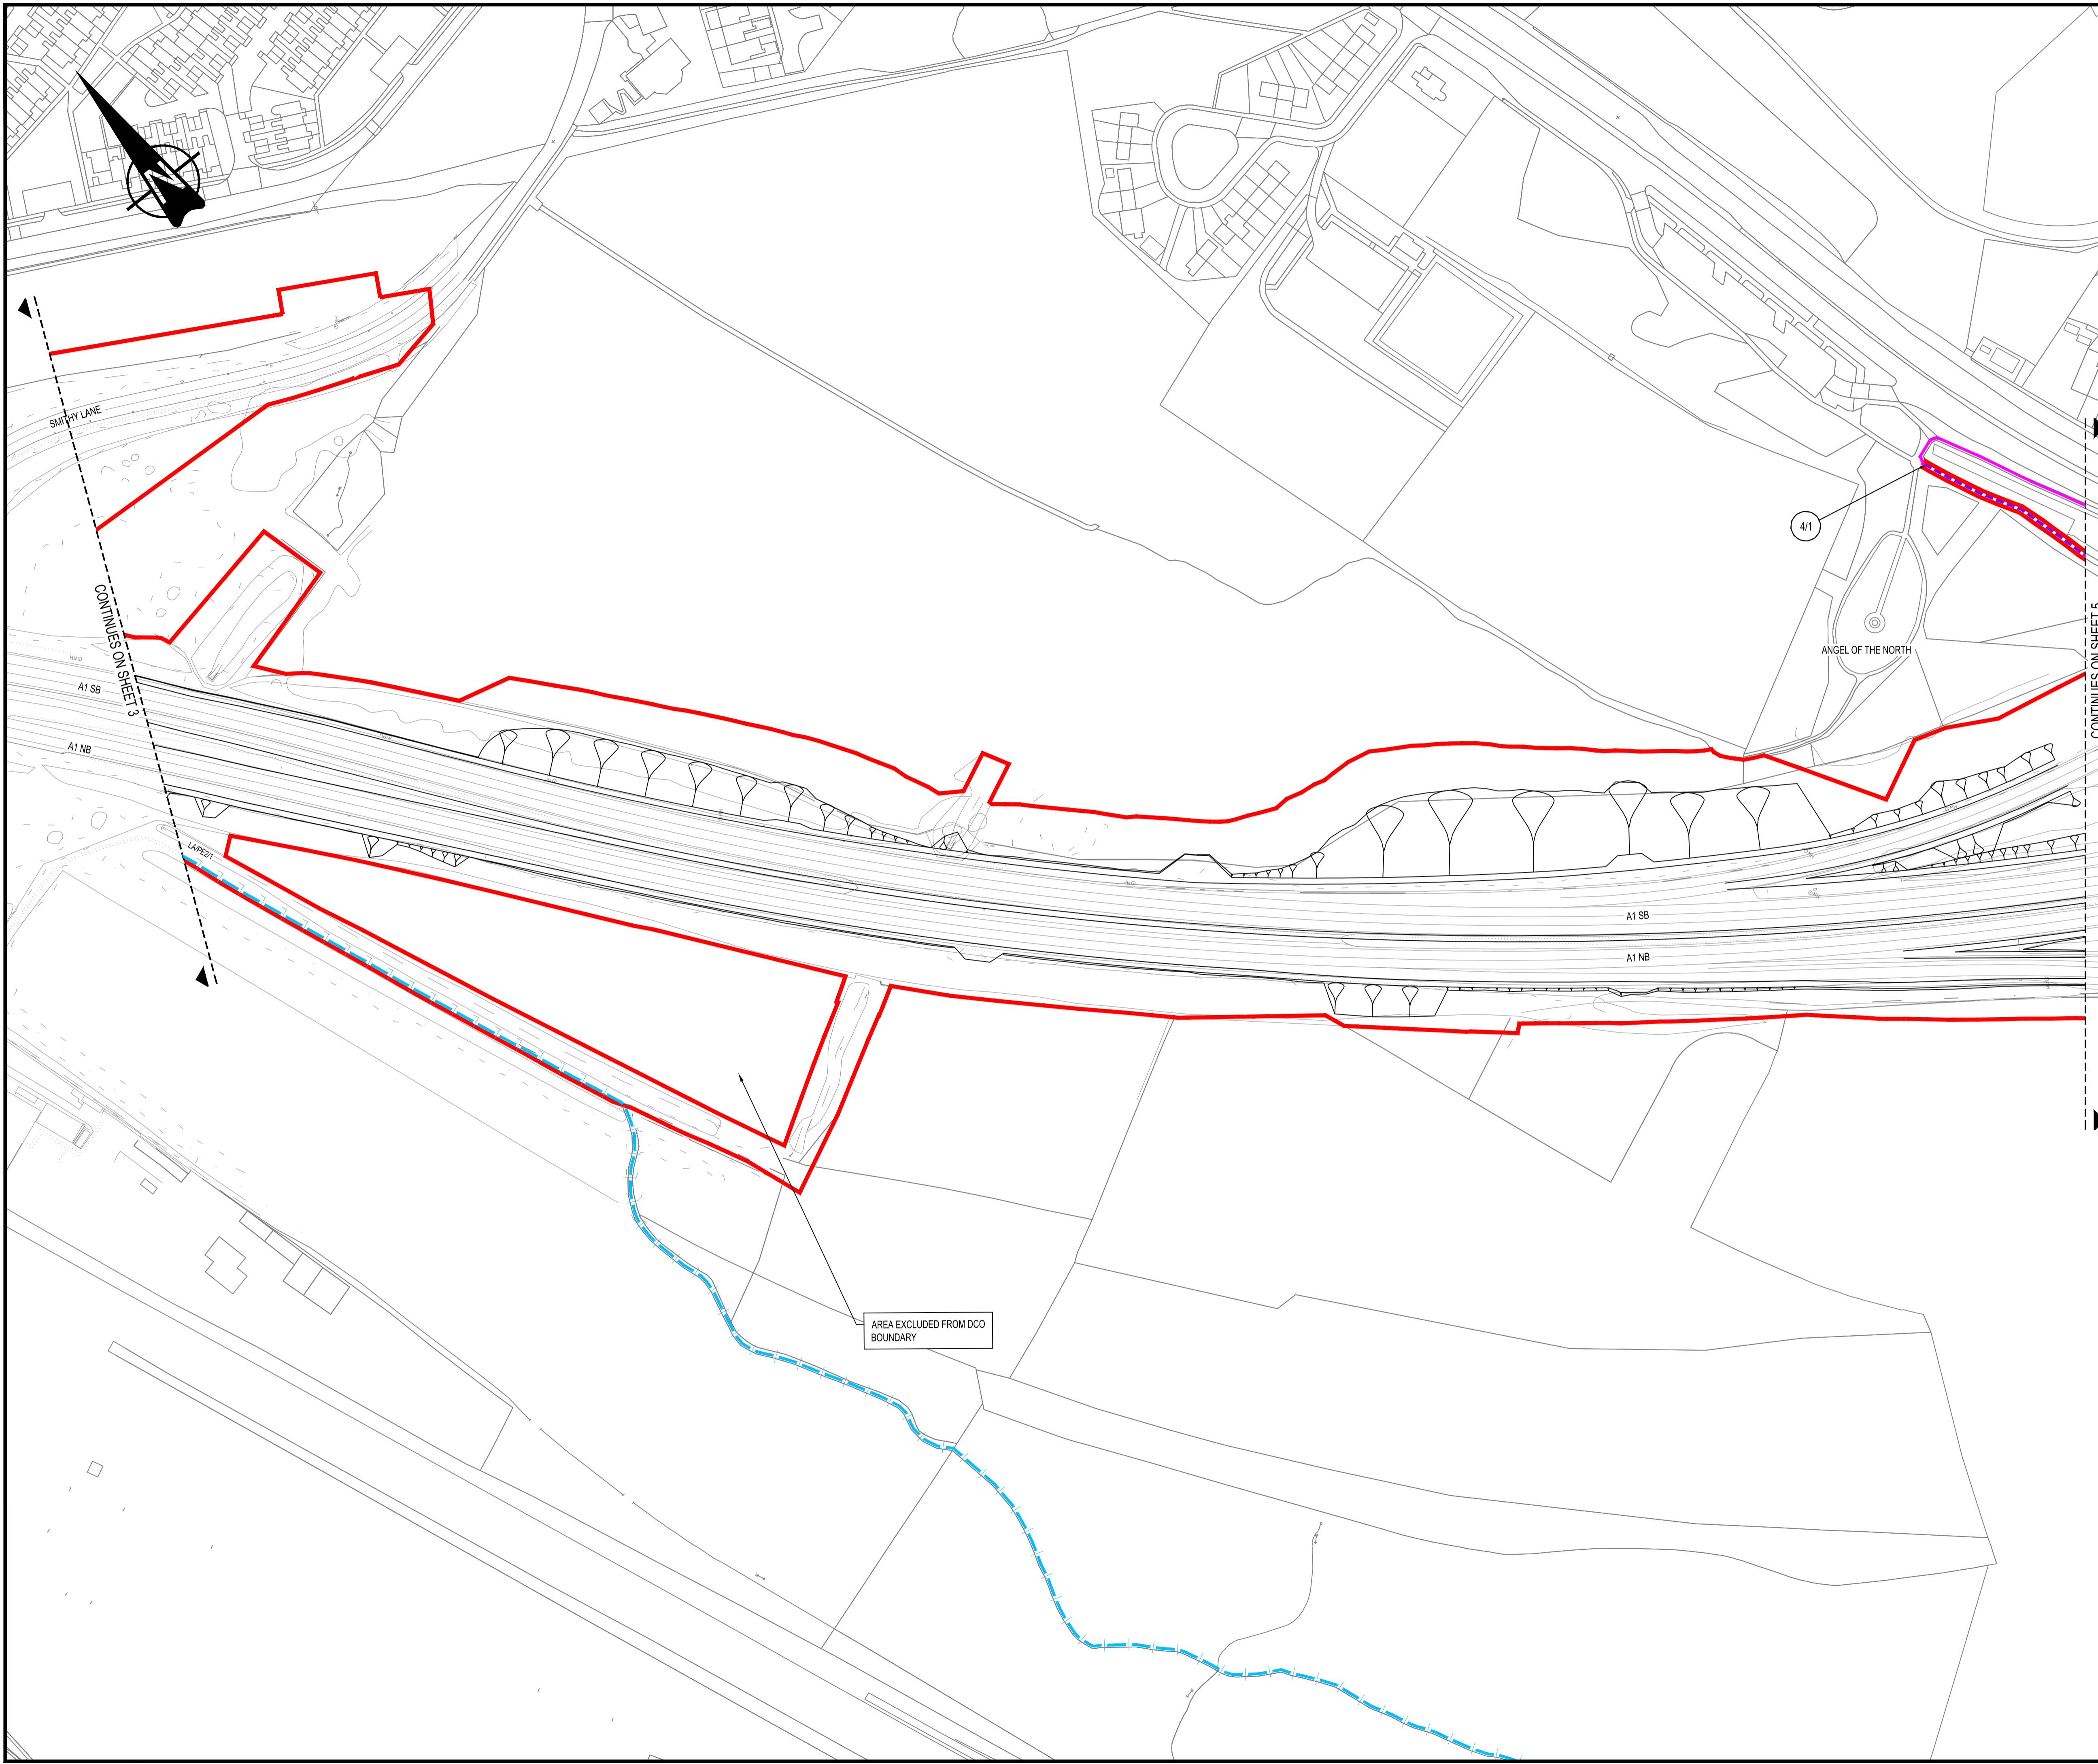 SMITHY LANE
4/1
CONTINUES ON SHEET 3
CONTINUES ON SHEET 5
ANGEL OF THE NORTH
A1 SB
A1 NB
LA/PE2/1
A1 SB
A1 NB
AREA EXCLUDED FROM DCO
BOUNDARY